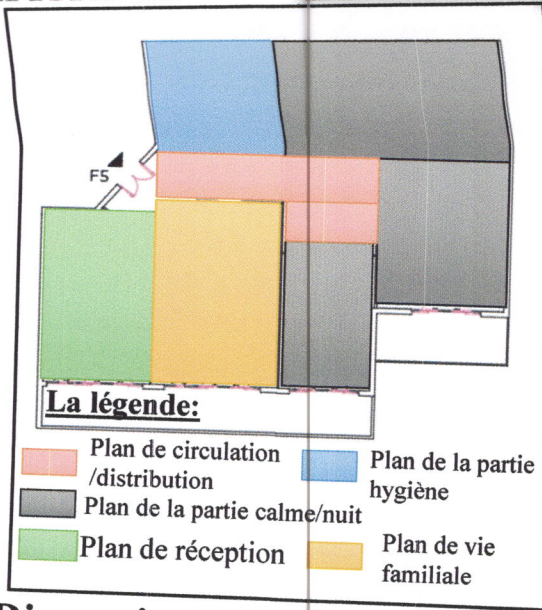 F5
La légende:
Plan de circulation
/distribution
Plan de la partie
hygiène
Plan de la partie calme/nuit
Plan de réception
Plan de vie
familiale